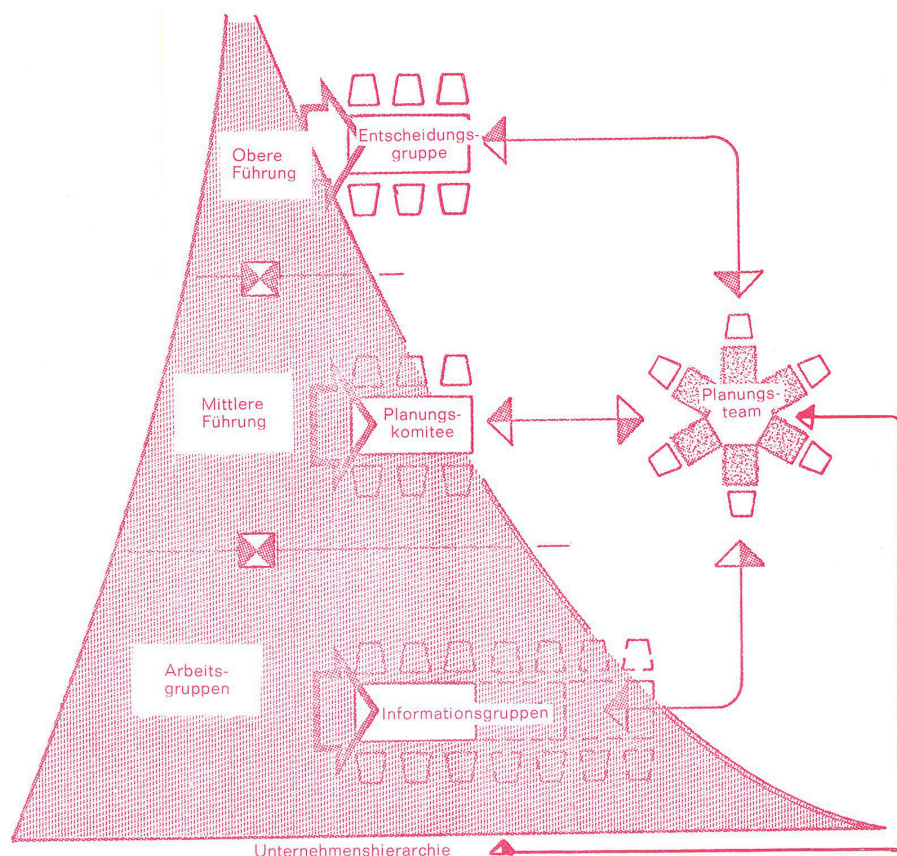 Entscheidungs-
gruppe
Obere
Führung
Mittlere
Führung
Planungs-
komitee
Planungs-
team
Arbeits-
gruppen
Informationsgruppen
Unternehmenshierarchie